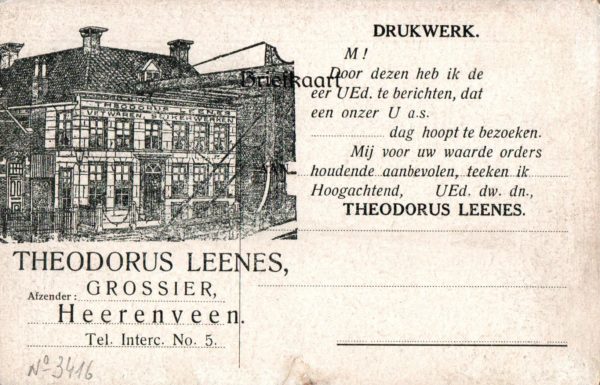 DRUKWERK.
M!
Briefkaart
Door dezen heb ik de
eer UEd. te berichten, dat
een onzer U a.s.
dag hoopt te bezoeken.
Mij voor uw waarde orders
houdende aanbevolen, teeken ik
Hoogachtend, UEd. dw. dn.,
THEODORUS LEENES.
THEODORUS LEENES
THEODORUS LEENES,
Afzender: GROSSIER,
Heerenveen.
Tel. Interc. No. 5.
No 3416